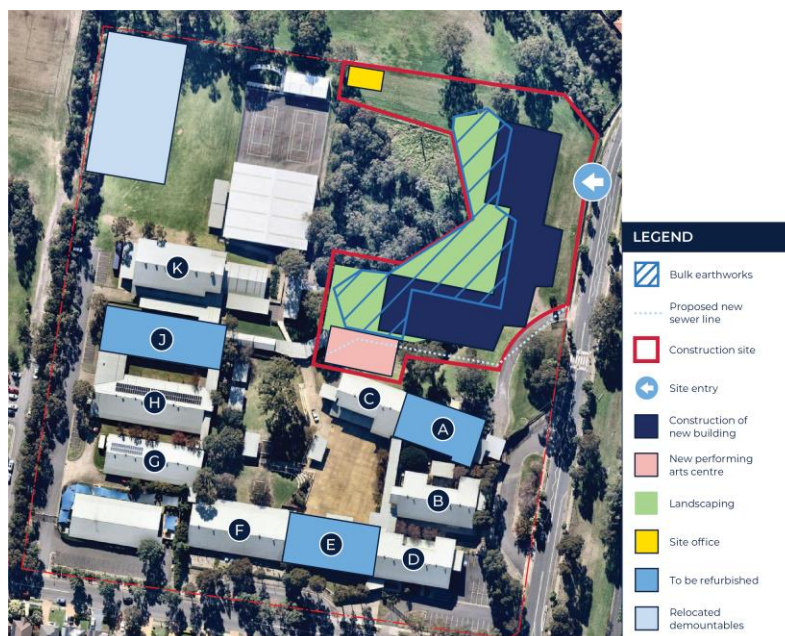 K
J
H
G
C
A
B
F
E
D
LEGEND
Bulk earthworks
Proposed new
sewer line
Construction site
Site entry
Construction of
new building
New performing
arts centre
Landscaping
Site office
To be refurbished
Relocated
demountables